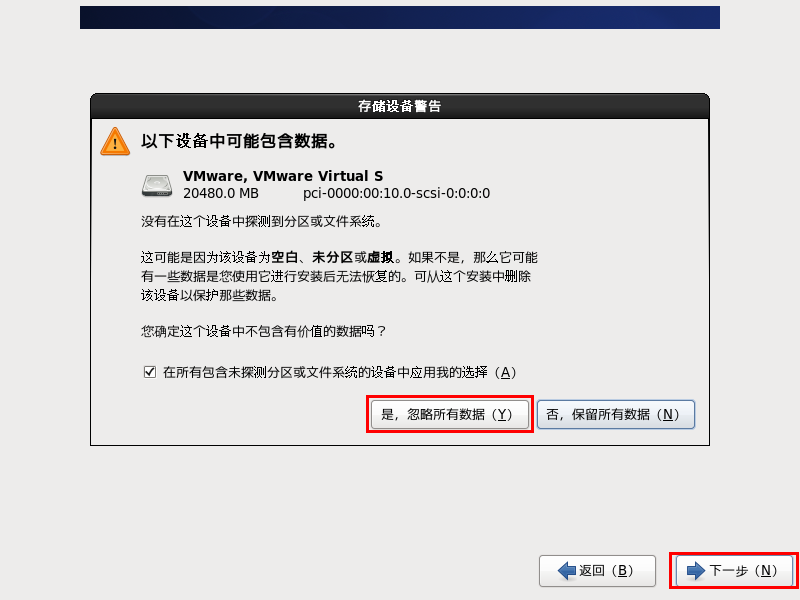 存储设备警告
以下设备中可能包含数据。
VMware, VMware Virtual S
20480.0 MB pci-0000:00:10.0-scsi-0:0:0:0
没有在这个设备中探测到分区或文件系统。
这可能是因为该设备为空白、未分区或虚拟。如果不是，那么它可能
有一些数据是您使用它进行安装后无法恢复的。可从这个安装中删除
该设备以保护那些数据。
您确定这个设备中不包含有价值的数据吗？
在所有包含未探测分区或文件系统的设备中应用我的选择（A）
是，忽略所有数据（Y） 否，保留所有数据（N）
返回（B） 下一步（N）